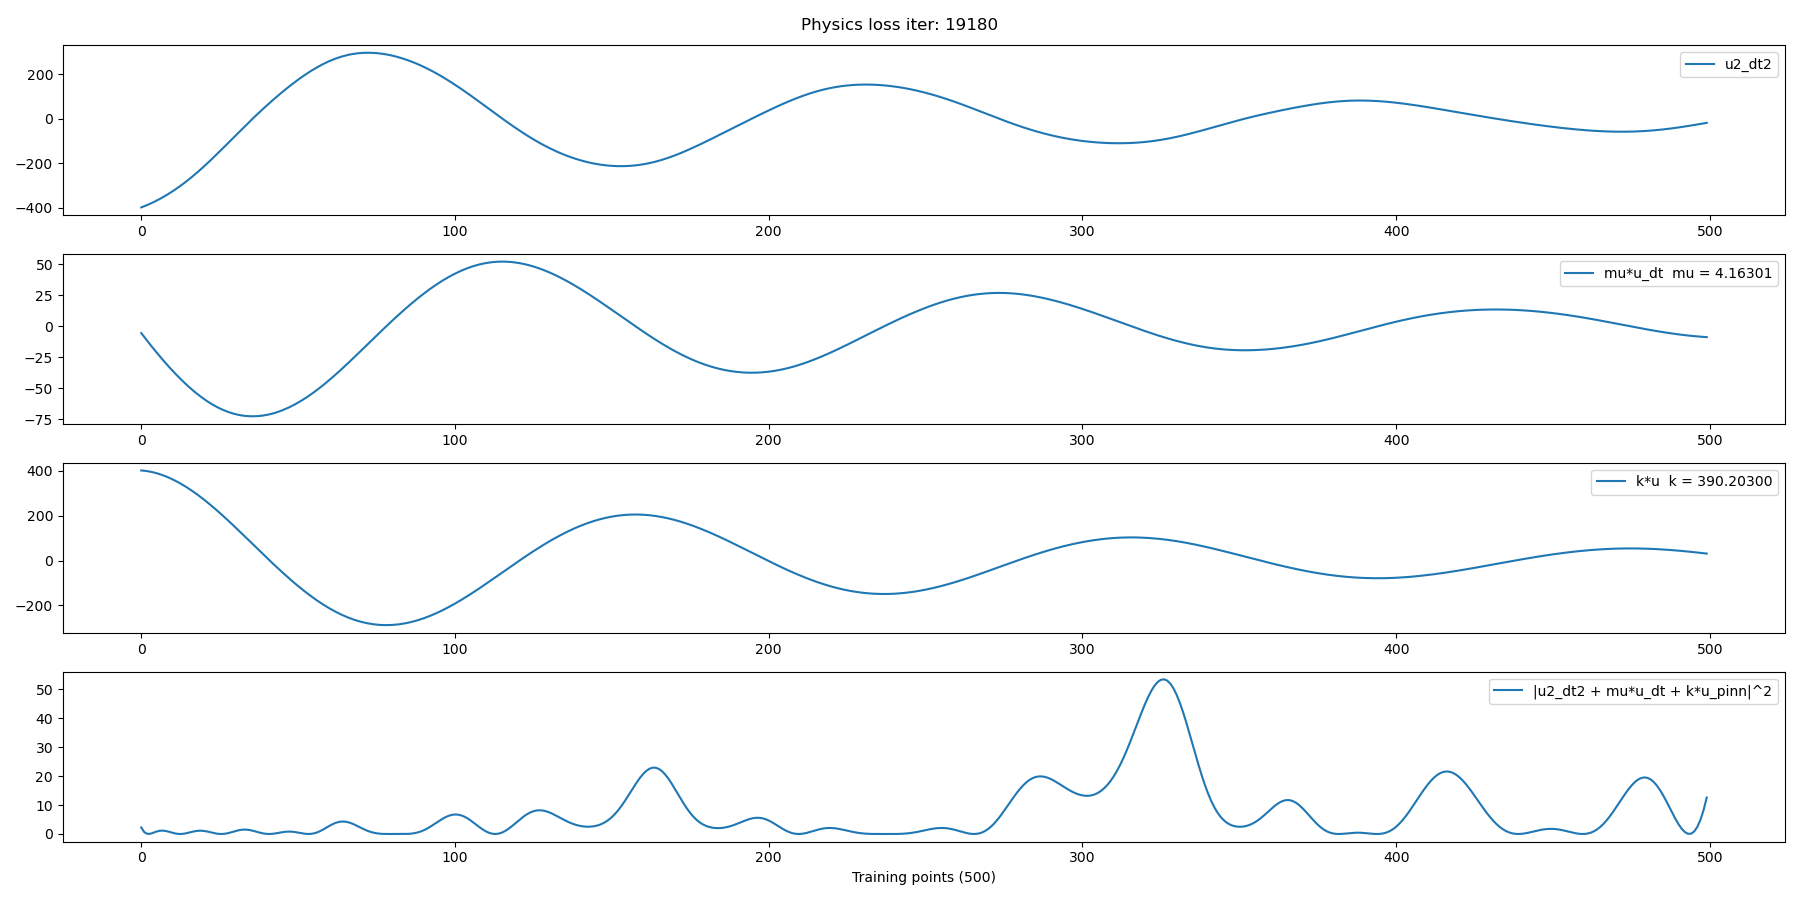 Physics loss iter: 19180
u2_dt2
200
0
−200
−400
0 100 200 300 400 500
mu*u_dt  mu = 4.16301
50
25
0
−25
−50
−75
0 100 200 300 400 500
k*u  k = 390.20300
400
200
0
−200
0 100 200 300 400 500
|u2_dt2 + mu*u_dt + k*u_pinn|^2
50
40
30
20
10
0
0 100 200 300 400 500
Training points (500)